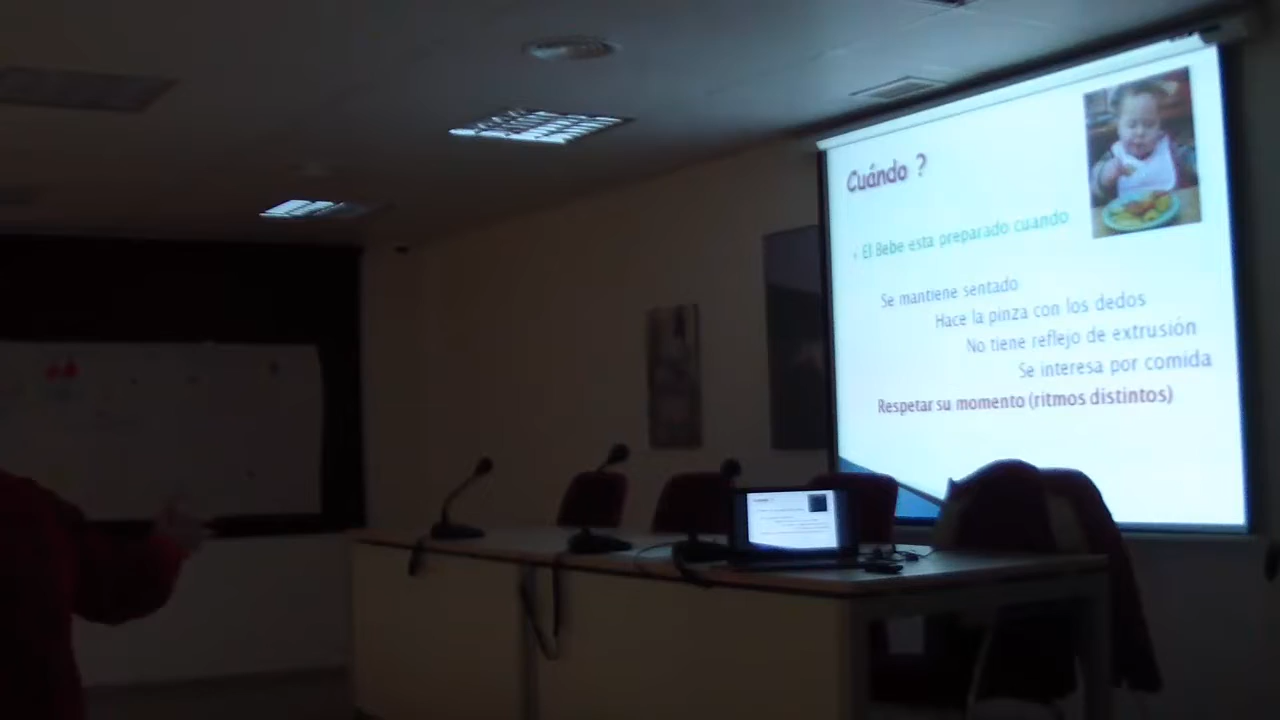 Cuándo ?
El Bebe esta preparado cuando
Se mantiene sentado
Hace la pinza con los dedos
No tiene reflejo de extrusión
Se interesa por comida
Respetar su momento (ritmos distintos)